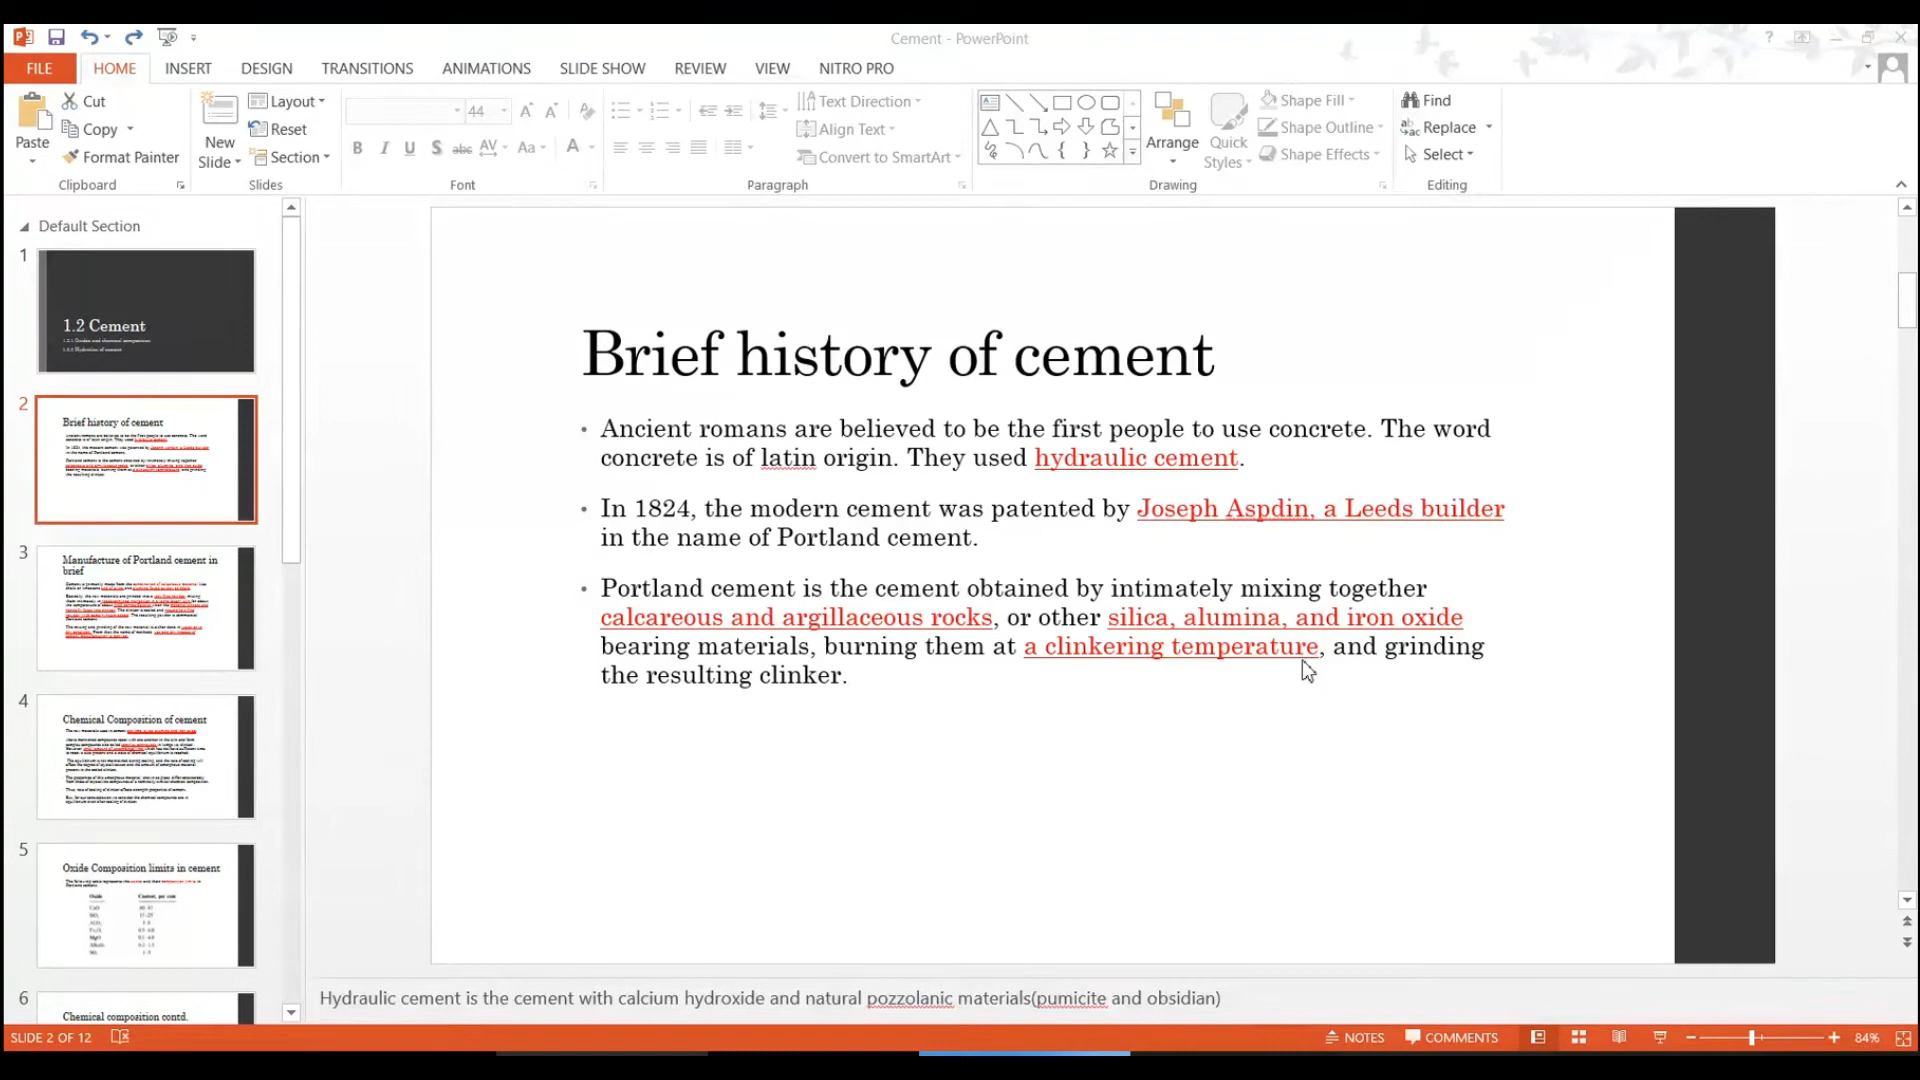 Cement - PowerPoint
?
FILE HOME INSERT DESIGN TRANSITIONS ANIMATIONS SLIDE SHOW REVIEW VIEW NITRO PRO
Paste
Cut
Copy
Format Painter
Clipboard
New Slide
Layout
Reset
Section
Slides
44
B I U S abc AV Aa A
Font
Text Direction
Align Text
Convert to SmartArt
Paragraph
Arrange
Quick Styles
Shape Fill
Shape Outline
Shape Effects
Drawing
Find
Replace
Select
Editing
Default Section
1
1.2 Cement
2
Brief history of cement
3
Manufacture of Portland cement in
brief
4
Chemical Composition of cement
5
Oxide Composition limits in cement
6
Chemical composition contd.
Brief history of cement
• Ancient romans are believed to be the first people to use concrete. The word
concrete is of latin origin. They used hydraulic cement.
• In 1824, the modern cement was patented by Joseph Aspdin, a Leeds builder
in the name of Portland cement.
• Portland cement is the cement obtained by intimately mixing together
calcareous and argillaceous rocks, or other silica, alumina, and iron oxide
bearing materials, burning them at a clinkering temperature, and grinding
the resulting clinker.
Hydraulic cement is the cement with calcium hydroxide and natural pozzolanic materials(pumicite and obsidian)
SLIDE 2 OF 12
NOTES COMMENTS 84%